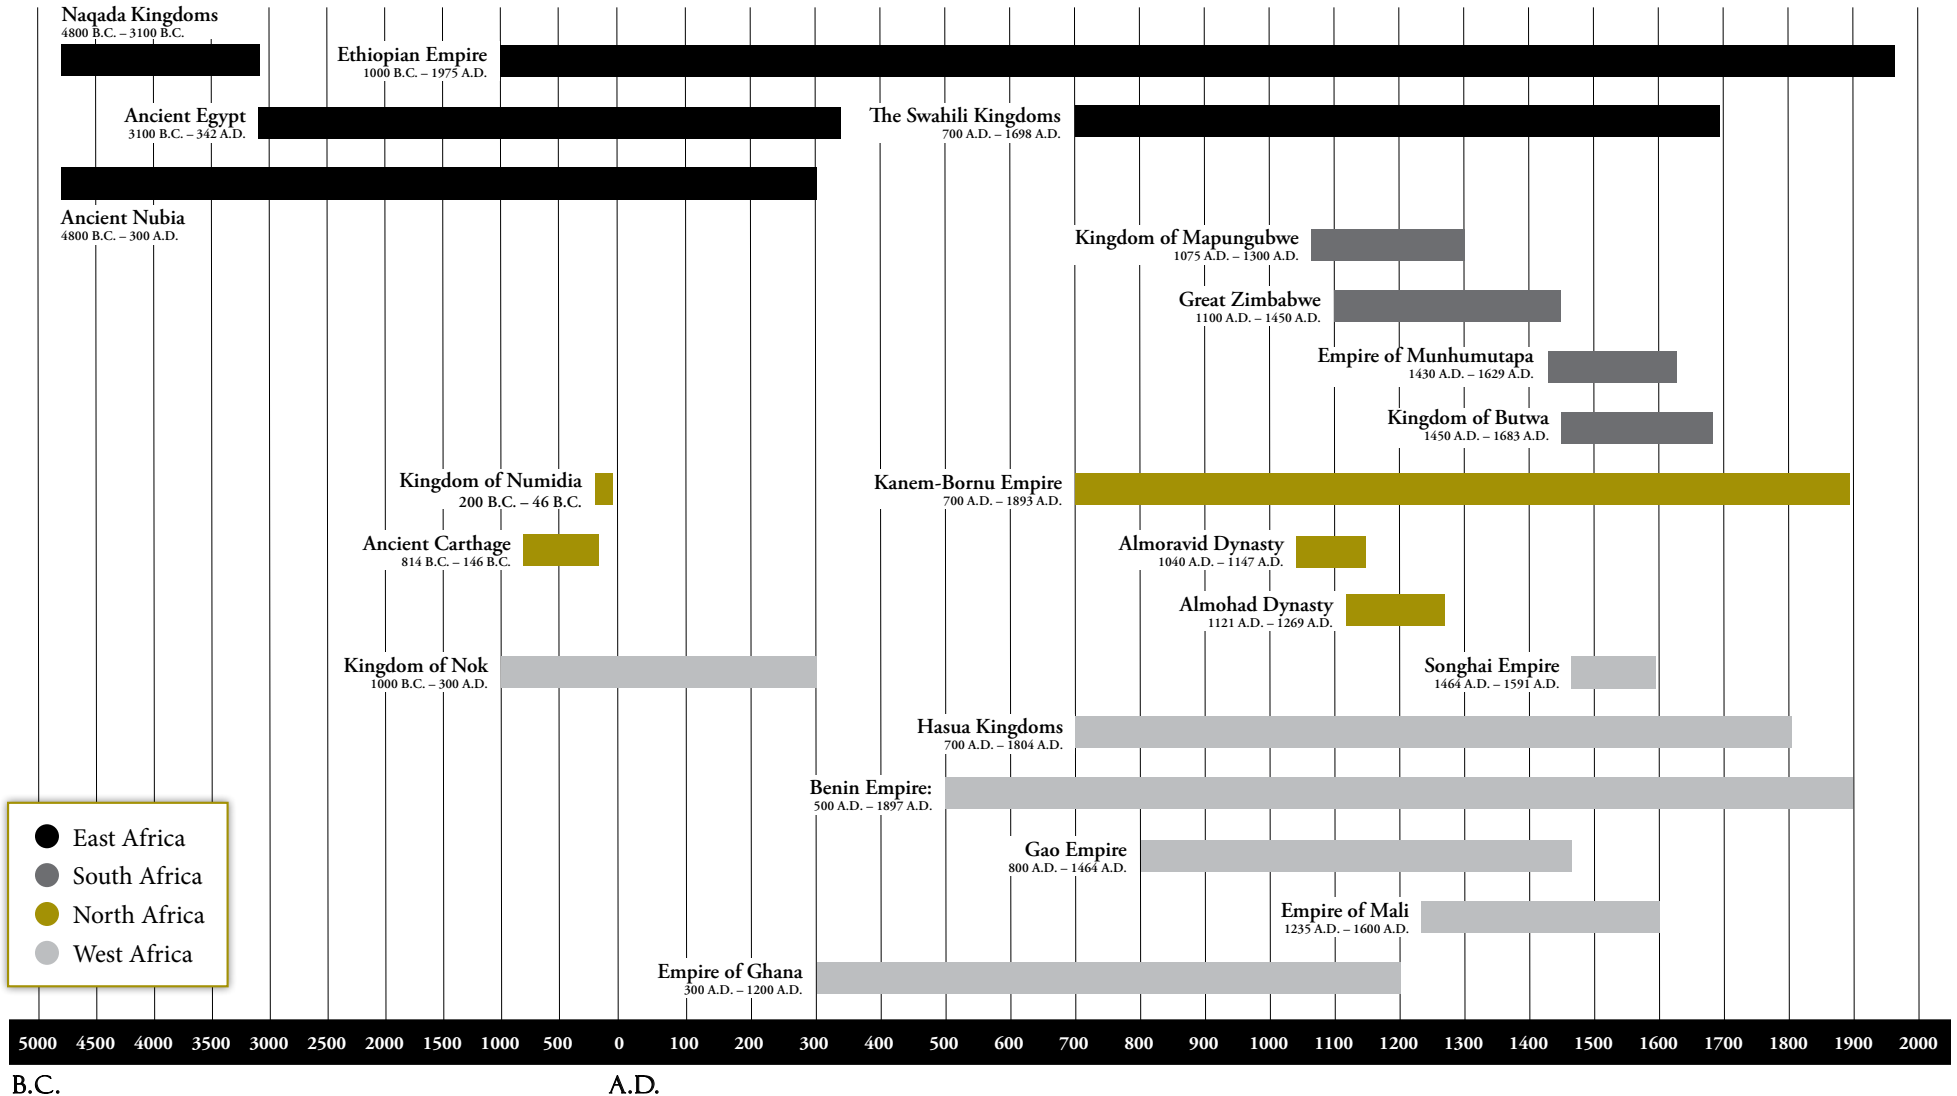 Naqada Kingdoms
4800 B.C. – 3100 B.C.
Ethiopian Empire
1000 B.C. – 1975 A.D.
Ancient Egypt
3100 B.C. – 342 A.D.
The Swahili Kingdoms
700 A.D. – 1698 A.D.
Ancient Nubia
4800 B.C. – 300 A.D.
Kingdom of Mapungubwe
1075 A.D. – 1300 A.D.
Great Zimbabwe
1100 A.D. – 1450 A.D.
Empire of Munhumutapa
1430 A.D. – 1629 A.D.
Kingdom of Butwa
1450 A.D. – 1683 A.D.
Kingdom of Numidia
200 B.C. – 46 B.C.
Kanem-Bornu Empire
700 A.D. – 1893 A.D.
Ancient Carthage
814 B.C. – 146 B.C.
Almoravid Dynasty
1040 A.D. – 1147 A.D.
Almohad Dynasty
1121 A.D. – 1269 A.D.
Kingdom of Nok
1000 B.C. – 300 A.D.
Songhai Empire
1464 A.D. – 1591 A.D.
Hasua Kingdoms
700 A.D. – 1804 A.D.
Benin Empire:
500 A.D. – 1897 A.D.
Gao Empire
800 A.D. – 1464 A.D.
Empire of Mali
1235 A.D. – 1600 A.D.
Empire of Ghana
300 A.D. – 1200 A.D.
East Africa
South Africa
North Africa
West Africa
5000 4500 4000 3500 3000 2500 2000 1500 1000 500 0 100 200 300 400 500 600 700 800 900 1000 1100 1200 1300 1400 1500 1600 1700 1800 1900 2000
B.C. A.D.